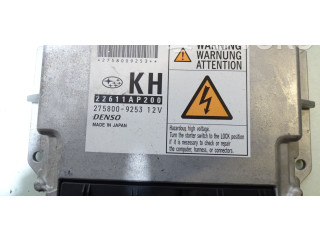 *2758009253*
KH
22611AP200
275800-9253 12V
DENSO
MADE IN JAPAN
WARNING
WARNUNG
ATTENTION
Hazardous high voltage.
Turn the starter switch to the LOCK position
if it is necessary to check or repair
the computer, harness, or connectors.